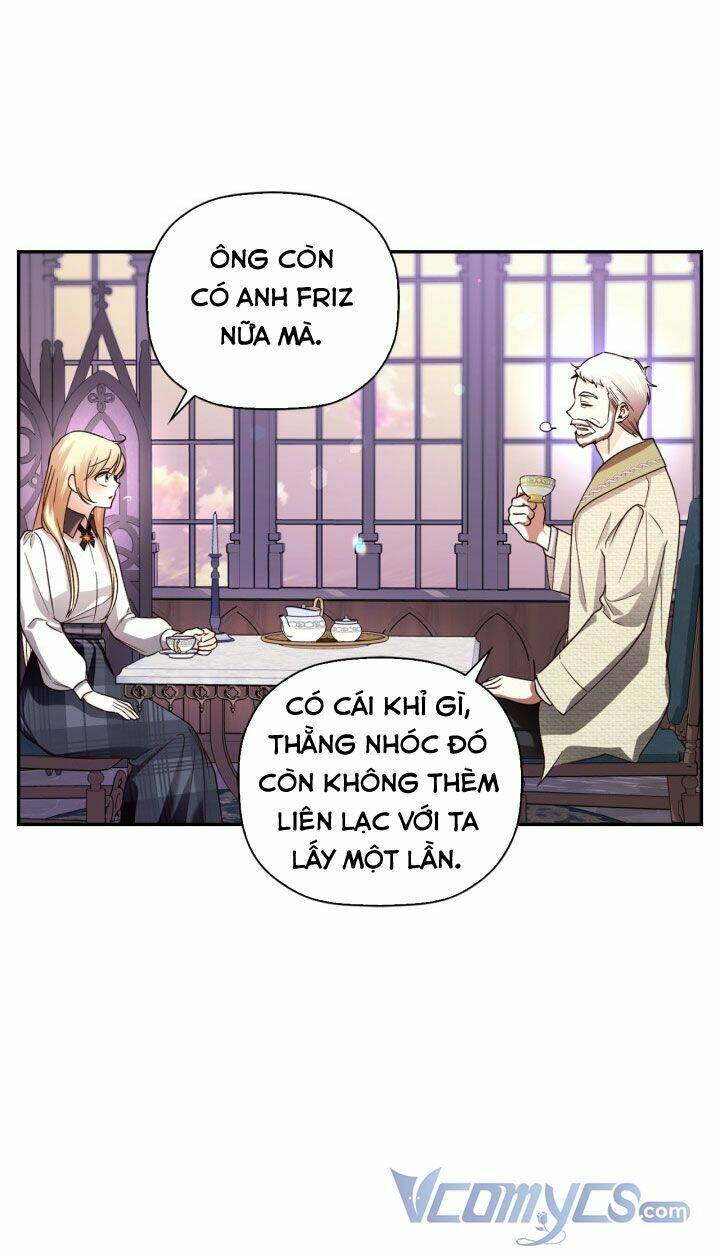 ÔNG CÒN
CÓ ANH FRIZ
NỮA MÀ.
CÓ CÁI KHỈ GÌ,
THẰNG NHÓC ĐÓ
CÒN KHÔNG THÈM
LIÊN LẠC VỚI TA
LẤY MỘT LẦN.
VCOMYCS.com